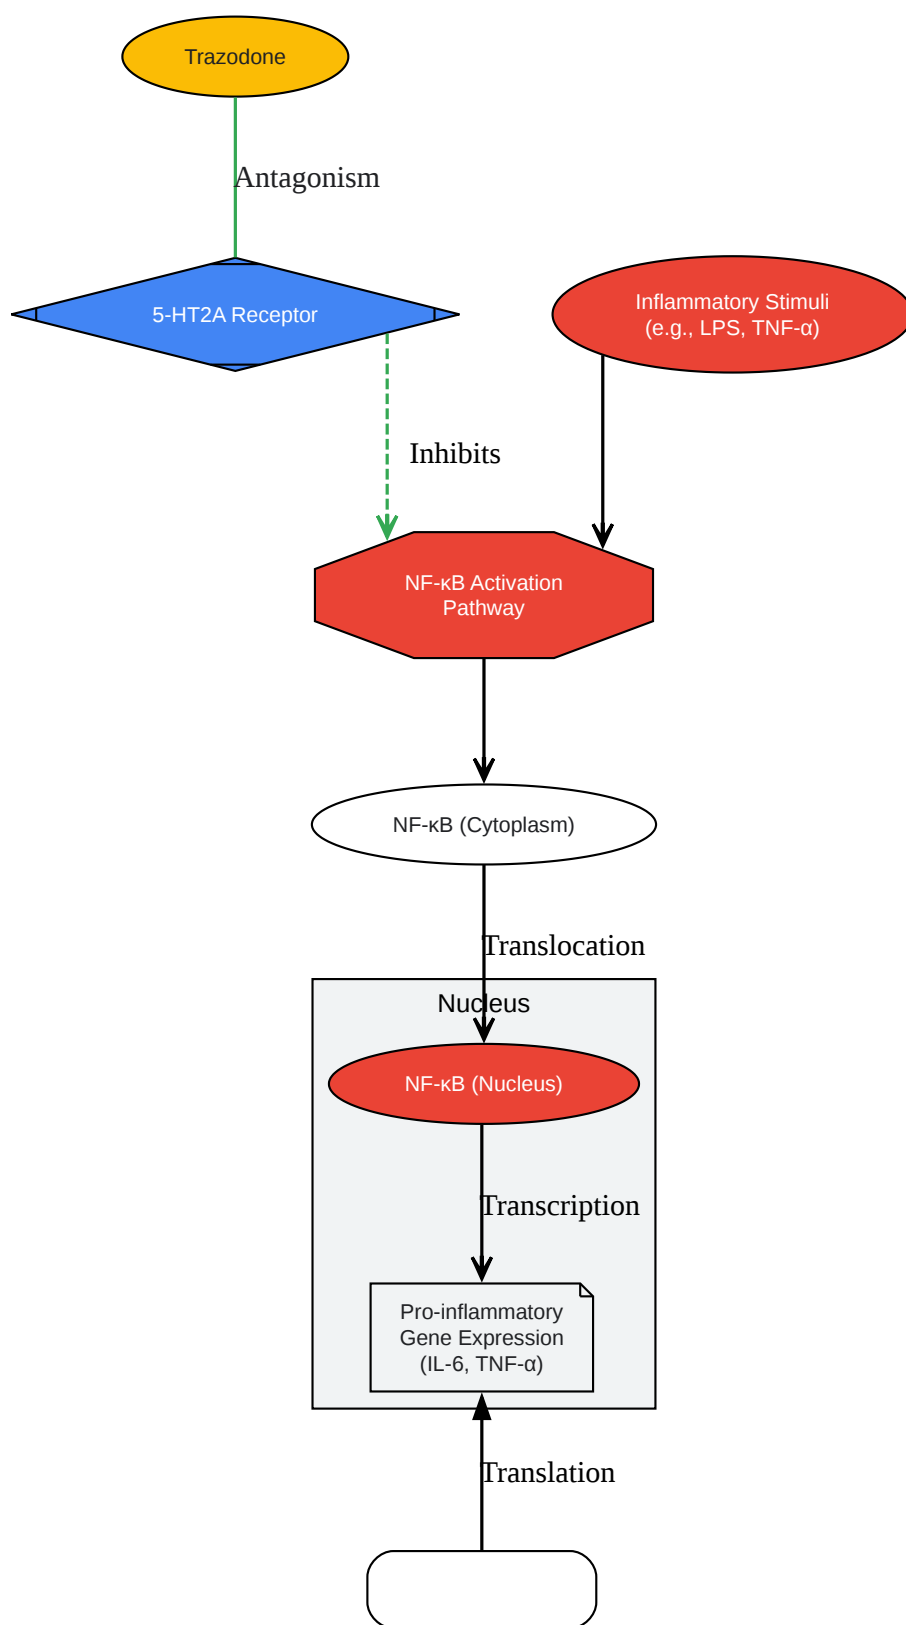 Trazodone
Antagonism
5-HT2A Receptor
Inflammatory Stimuli
(e.g., LPS, TNF-α)
Inhibits
NF-κB Activation
Pathway
NF-κB (Cytoplasm)
Translocation
Nucleus
NF-κB (Nucleus)
Transcription
Pro-inflammatory
Gene Expression
(IL-6, TNF-α)
Translation